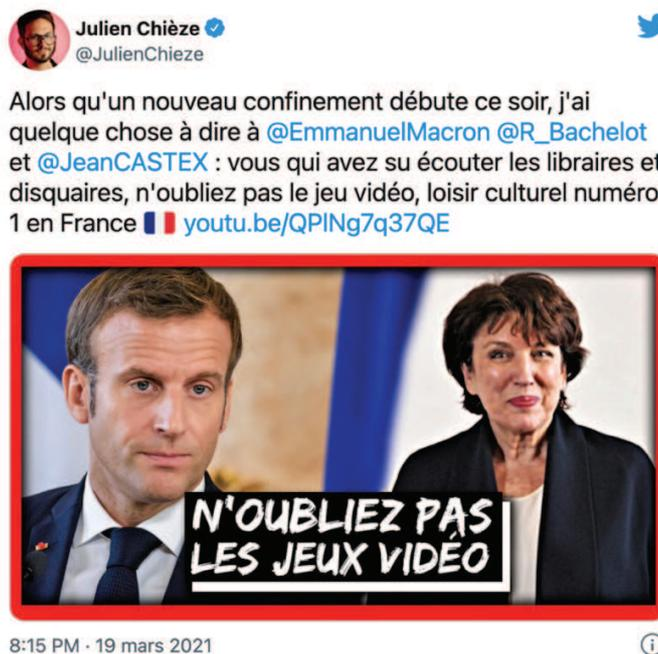 Julien Chièze
@JulienChieze
Alors qu'un nouveau confinement débute ce soir, j'ai
quelque chose à dire à @EmmanuelMacron @R_Bachelot
et @JeanCASTEX : vous qui avez su écouter les libraires et
disquaires, n'oubliez pas le jeu vidéo, loisir culturel numéro
1 en France 🇫🇷 youtu.be/QPlNg7q37QE
N'OUBLIEZ PAS
LES JEUX VIDÉO
8:15 PM · 19 mars 2021